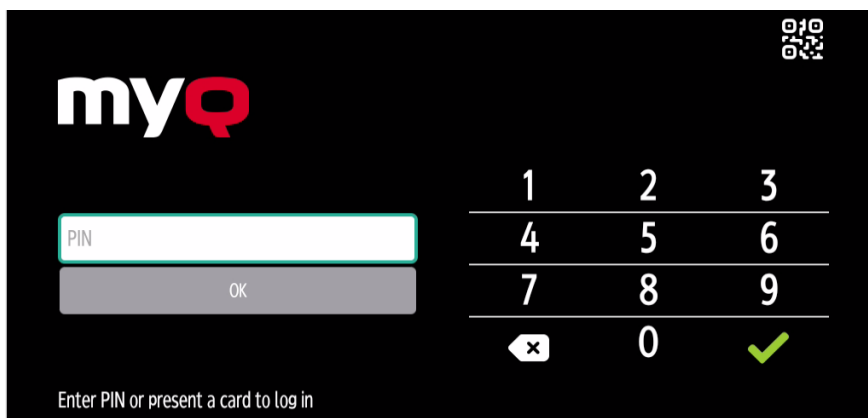 myQ
PIN
OK
1 2 3
4 5 6
7 8 9
0
Enter PIN or present a card to log in